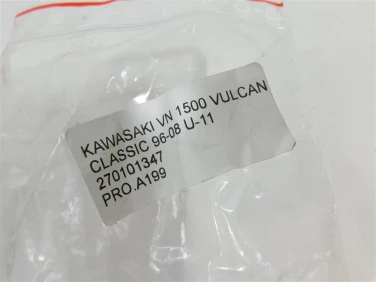 KAWASAKI VN 1500 VULCAN
CLASSIC 96-08 U-11
270101347
PRO.A199